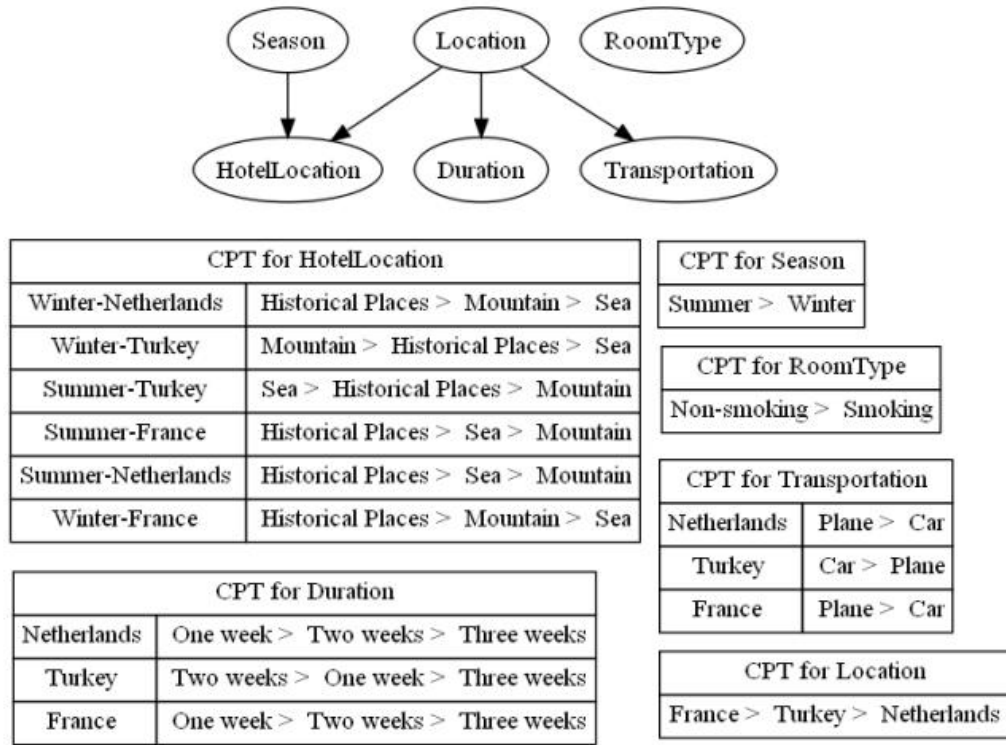 Season
Location
RoomType
HotelLocation
Duration
Transportation
CPT for HotelLocation
Winter-Netherlands Historical Places > Mountain > Sea
Winter-Turkey Mountain > Historical Places > Sea
Summer-Turkey Sea > Historical Places > Mountain
Summer-France Historical Places > Sea > Mountain
Summer-Netherlands Historical Places > Sea > Mountain
Winter-France Historical Places > Mountain > Sea
CPT for Duration
Netherlands One week > Two weeks > Three weeks
Turkey Two weeks > One week > Three weeks
France One week > Two weeks > Three weeks
CPT for Season
Summer > Winter
CPT for RoomType
Non-smoking > Smoking
CPT for Transportation
Netherlands Plane > Car
Turkey Car > Plane
France Plane > Car
CPT for Location
France > Turkey > Netherlands